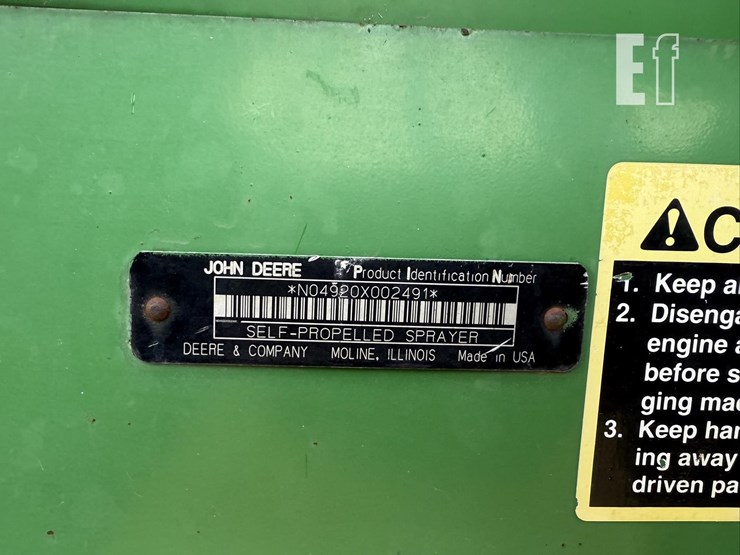 Ef
JOHN DEERE Product Identification Number
*N04920X002491*
SELF-PROPELLED SPRAYER
DEERE & COMPANY MOLINE, ILLINOIS Made in USA
C
1. Keep a
2. Disenga
engine a
before s
ging mac
3. Keep han
ing away
driven pa